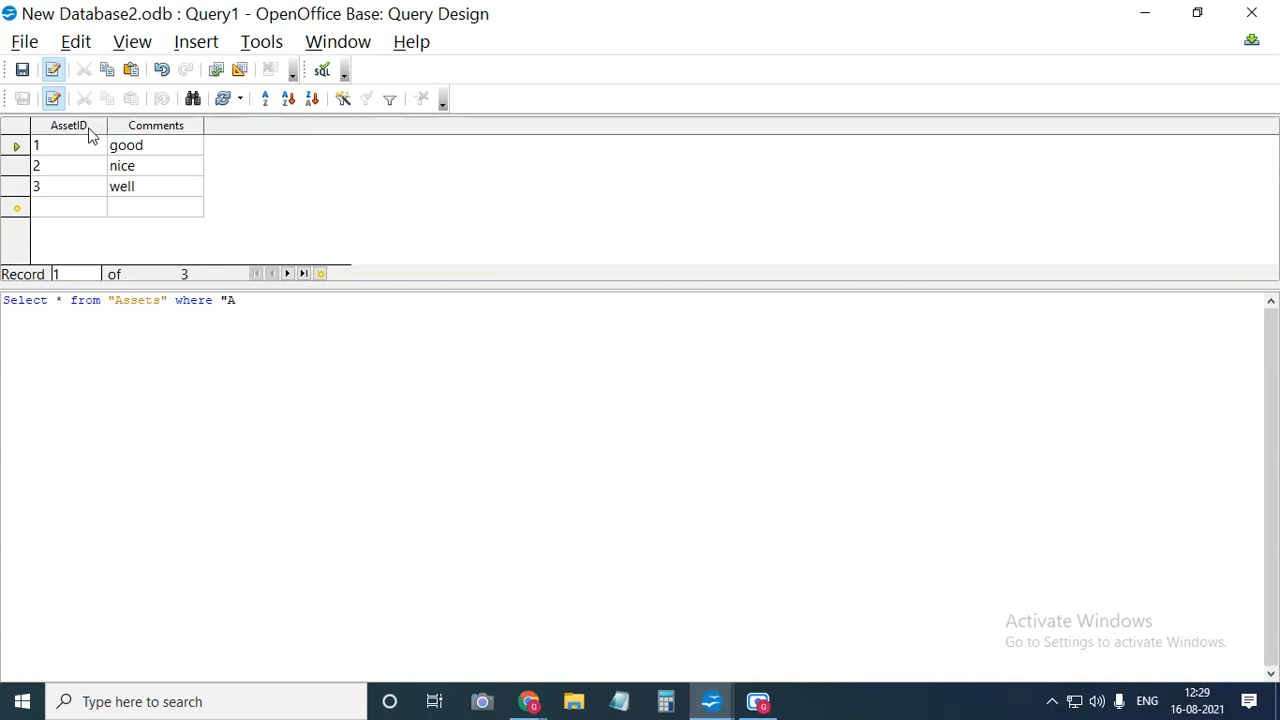 New Database2.odb : Query1 - OpenOffice Base: Query Design
File Edit View Insert Tools Window Help
SQL
AssetID Comments
1 good
2 nice
3 well
Record 1 of 3
Select * from "Assets" where "A
Activate Windows
Go to Settings to activate Windows.
Type here to search
ENG
12:29
16-08-2021